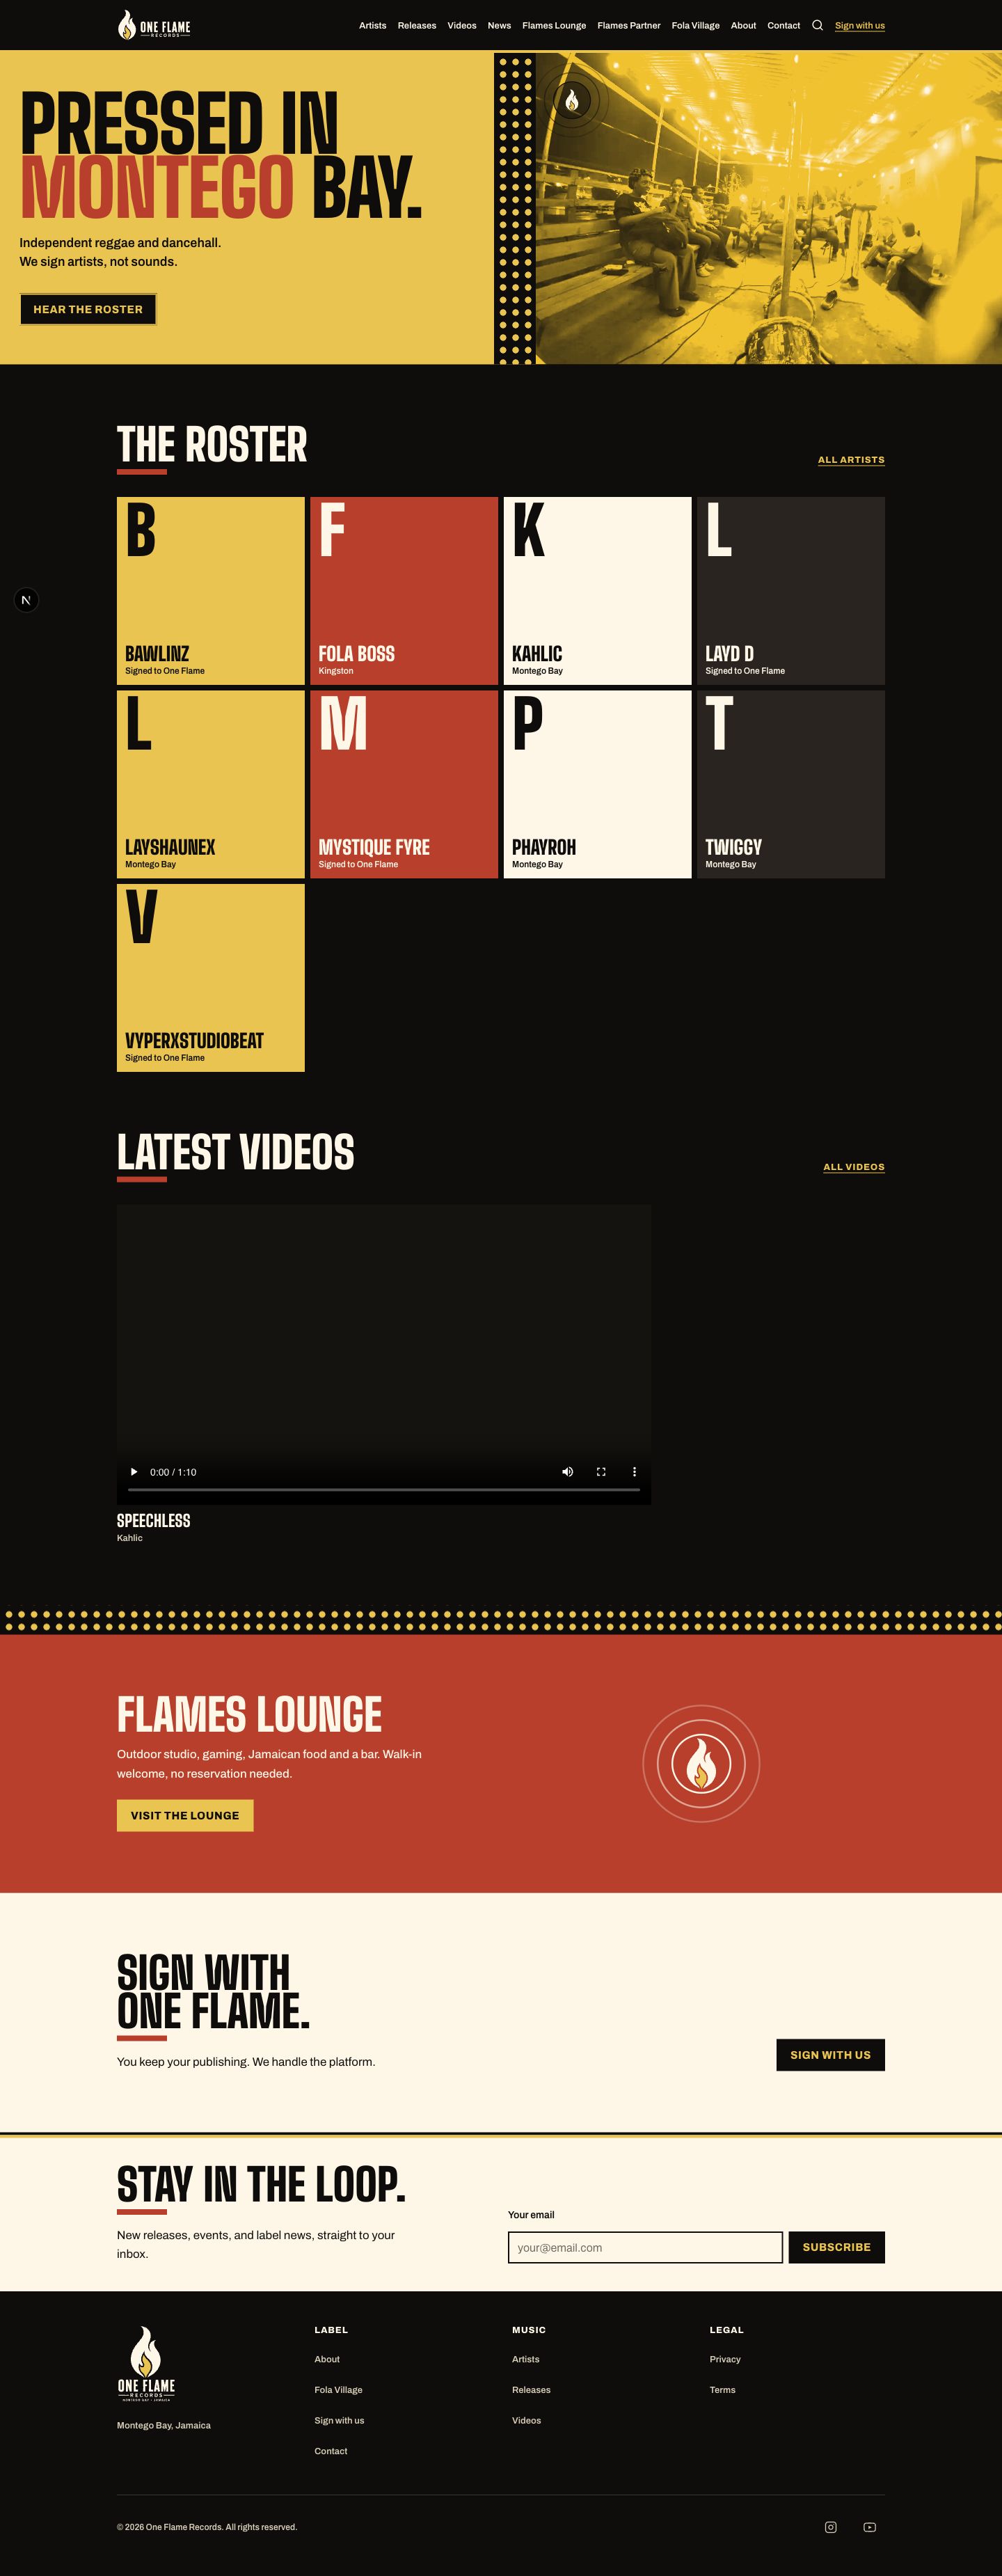 ONE FLAME
RECORDS
Artists Releases Videos News Flames Lounge Flames Partner Fola Village About Contact Sign with us
PRESSED IN
MONTEGO BAY.
Independent reggae and dancehall.
We sign artists, not sounds.
HEAR THE ROSTER
THE ROSTER
ALL ARTISTS
B
BAWLINZ
Signed to One Flame
F
FOLA BOSS
Kingston
K
KAHLIC
Montego Bay
L
LAYD D
Signed to One Flame
N
L
LAYSHAUNEX
Montego Bay
M
MYSTIQUE FYRE
Signed to One Flame
P
PHAYROH
Montego Bay
T
TWIGGY
Montego Bay
V
VYPERXSTUDIOBEAT
Signed to One Flame
LATEST VIDEOS
ALL VIDEOS
0:00 / 1:10
SPEECHLESS
Kahlic
FLAMES LOUNGE
Outdoor studio, gaming, Jamaican food and a bar. Walk-in
welcome, no reservation needed.
VISIT THE LOUNGE
SIGN WITH
ONE FLAME.
You keep your publishing. We handle the platform.
SIGN WITH US
STAY IN THE LOOP.
New releases, events, and label news, straight to your
inbox.
Your email
your@email.com
SUBSCRIBE
ONE FLAME
RECORDS
MONTEGO BAY • JAMAICA
Montego Bay, Jamaica
LABEL
About
Fola Village
Sign with us
Contact
MUSIC
Artists
Releases
Videos
LEGAL
Privacy
Terms
© 2026 One Flame Records. All rights reserved.